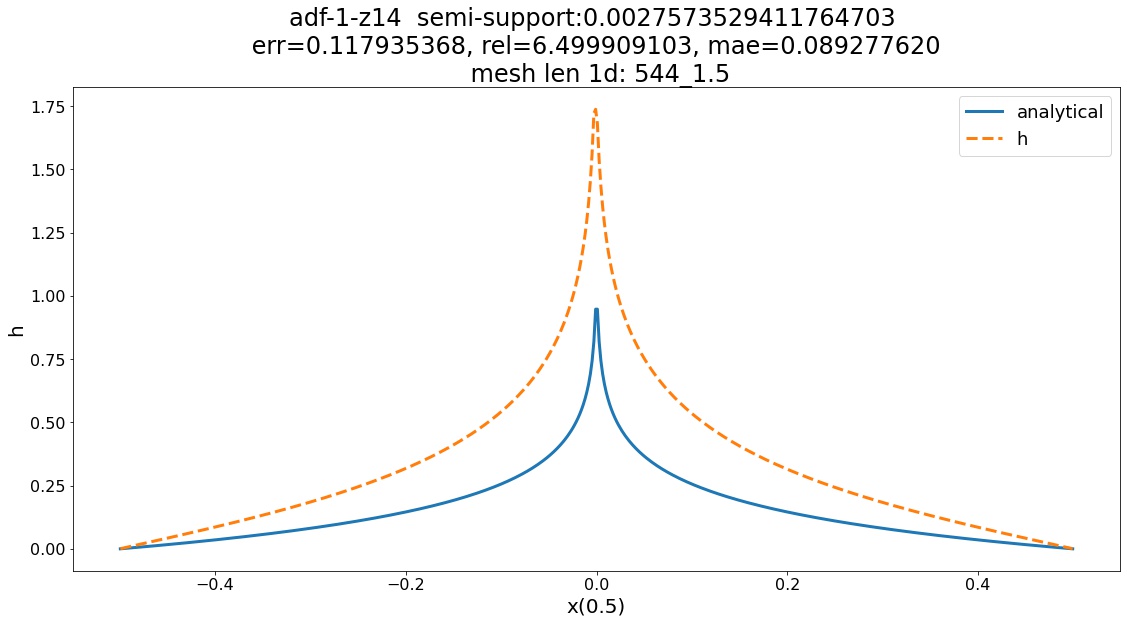 adf-1-z14  semi-support:0.0027573529411764703
err=0.117935368, rel=6.499909103, mae=0.089277620
mesh len 1d: 544_1.5
analytical
h
1.75
1.50
1.25
1.00
0.75
0.50
0.25
0.00
h
−0.4
−0.2
0.0
0.2
0.4
x(0.5)